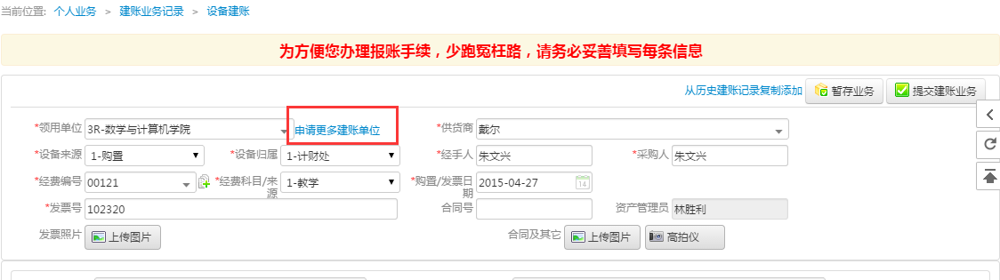 当前位置: 个人业务 > 建账业务记录 > 设备建账
为方便您办理报账手续，少跑冤枉路，请务必妥善填写每条信息
从历史建账记录复制添加 暂存业务 提交建账业务
*领用单位 3R-数学与计算机学院 申请更多建账单位 *供货商 戴尔
*设备来源 1-购置 *设备归属 1-计财处 *经手人 朱文兴 *采购人 朱文兴
*经费编号 00121 *经费科目/来源 1-教学 *购置/发票日期 2015-04-27 14
*发票号 102320 合同号 资产管理员 林胜利
发票照片 上传图片 合同及其它 上传图片 高拍仪